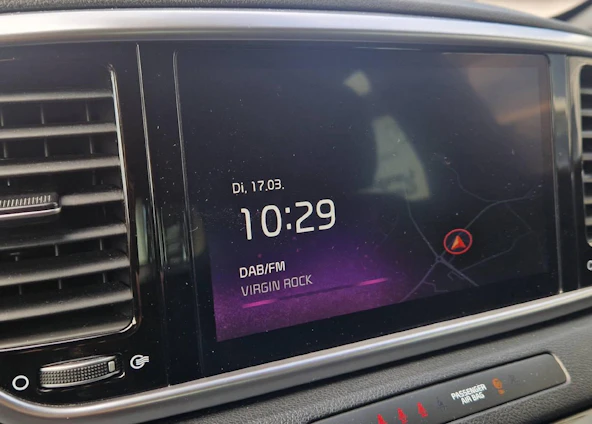 Di, 17.03.
10:29
DAB/FM
VIRGIN ROCK
PASSENGER
AIR BAG